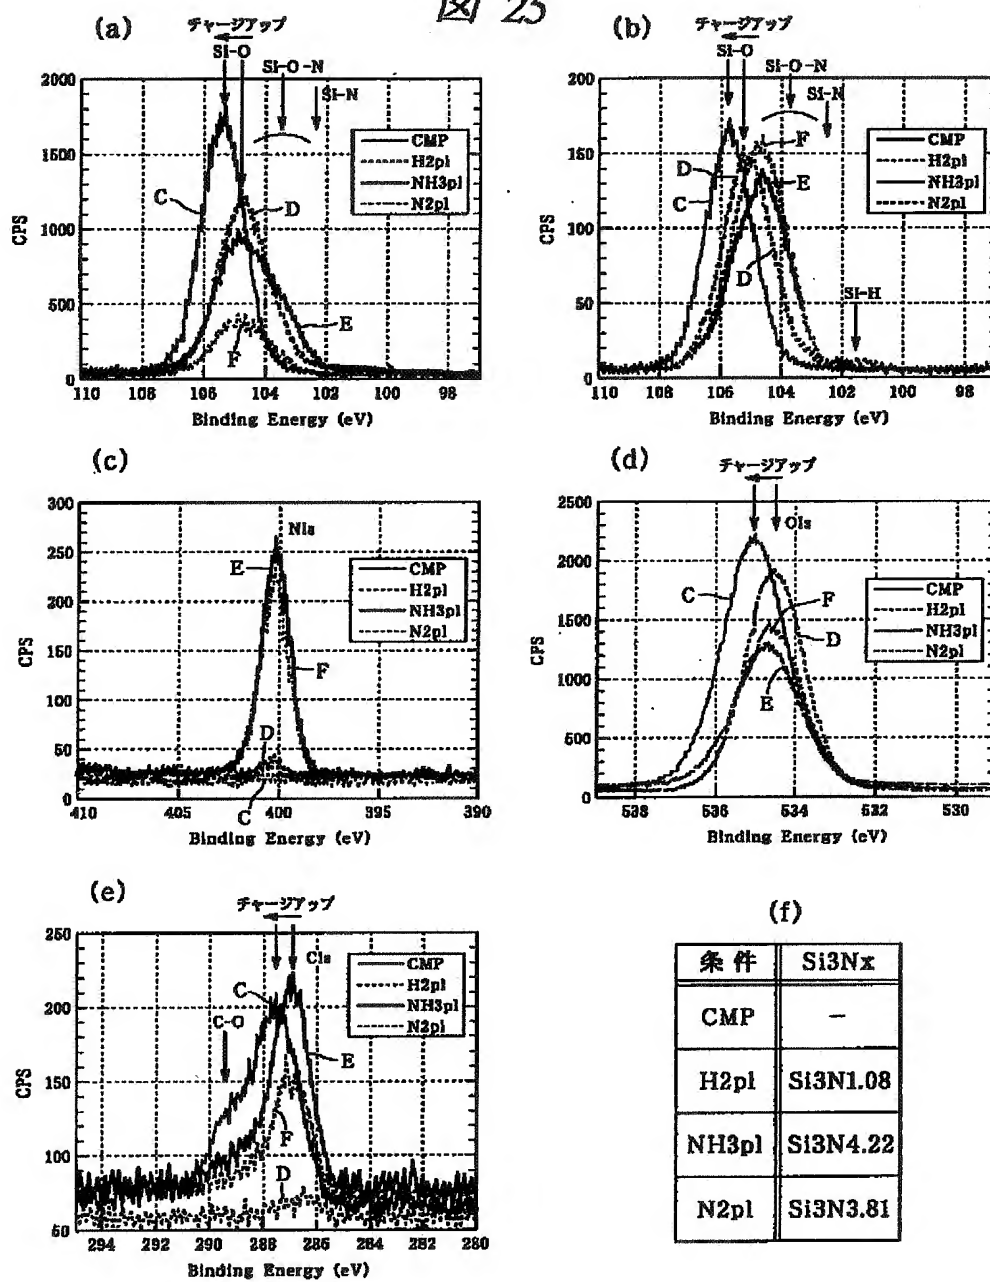 図 25
(a)
チャージアップ
Si-O
Si-O-N
Si-N
2000
1500
1000
500
0
CPS
C
D
E
F
CMP
H2pl
NH3pl
N2pl
110 108 106 104 102 100 98
Binding Energy (eV)
(b)
チャージアップ
Si-O
Si-O-N
Si-N
200
150
100
50
0
CPS
F
D
E
C
D
Si-H
CMP
H2pl
NH3pl
N2pl
110 108 106 104 102 100 98
Binding Energy (eV)
(c)
300
250
200
150
100
50
0
CPS
N1s
E
F
D
C
CMP
H2pl
NH3pl
N2pl
410 405 400 395 390
Binding Energy (eV)
(d)
チャージアップ
O1s
2500
2000
1500
1000
500
0
CPS
C
F
D
E
CMP
H2pl
NH3pl
N2pl
538 536 534 532 530
Binding Energy (eV)
(e)
チャージアップ
C1s
C-O
250
200
150
100
50
CPS
C
E
F
D
CMP
H2pl
NH3pl
N2pl
294 292 290 288 286 284 282 280
Binding Energy (eV)
(f)
条件 Si3Nx
CMP –
H2pl Si3N1.08
NH3pl Si3N4.22
N2pl Si3N3.81